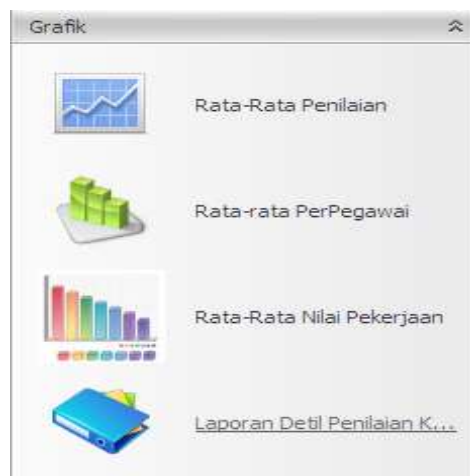 Grafik
Rata-Rata Penilaian
Rata-rata PerPegawai
Rata-Rata Nilai Pekerjaan
Laporan Detil Penilaian K...